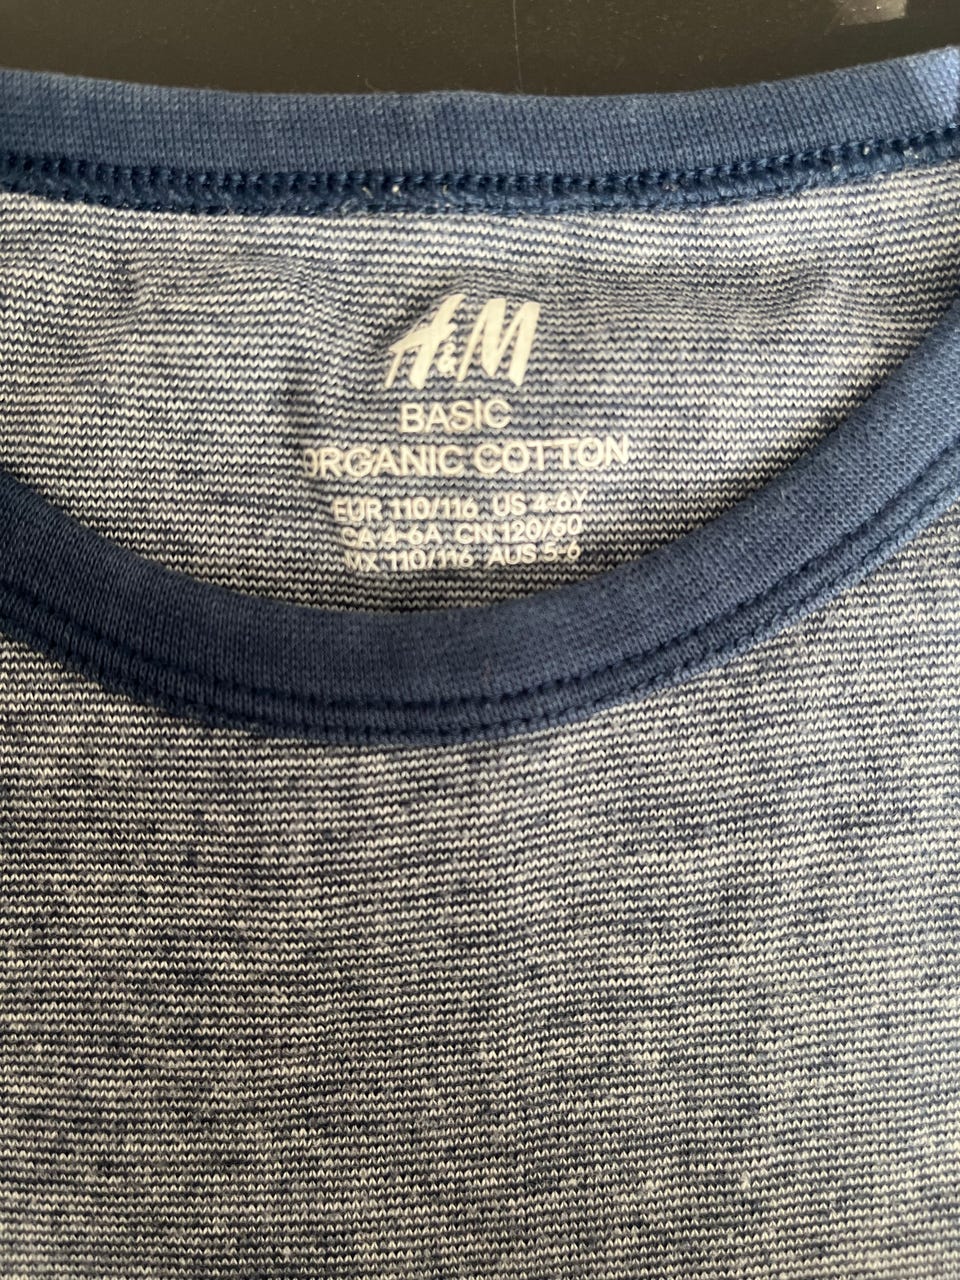 H&M
BASIC
ORGANIC COTTON
EUR 110/116 US 4-6Y
CA 4-6A CN 120/60
MX 110/116 AUS 5-6